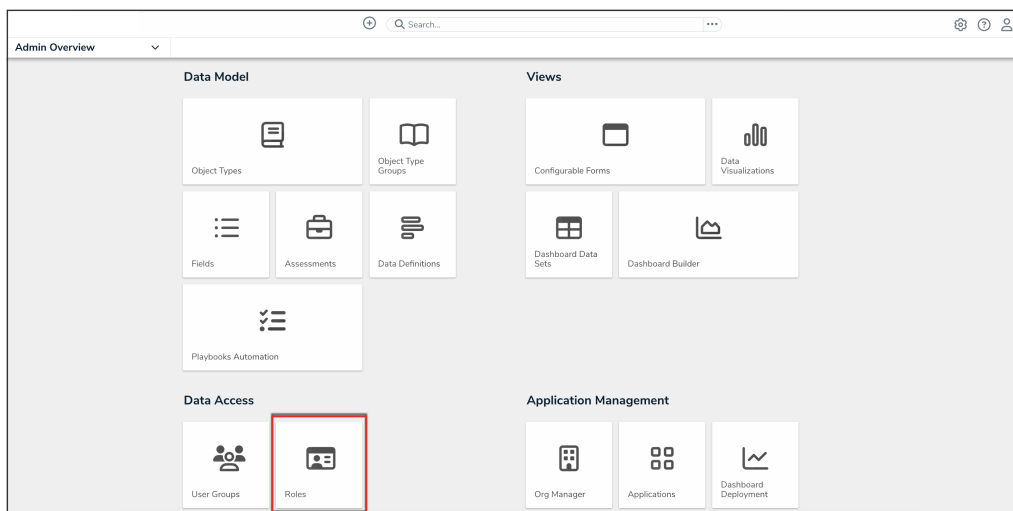 Search...
Admin Overview
Data Model
Object Types
Object Type
Groups
Fields
Assessments
Data Definitions
Playbooks Automation
Views
Configurable Forms
Data
Visualizations
Dashboard Data
Sets
Dashboard Builder
Data Access
User Groups
Roles
Application Management
Org Manager
Applications
Dashboard
Deployment